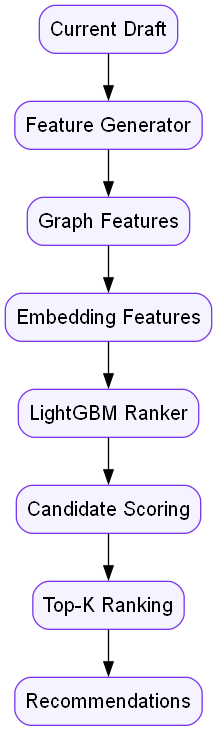 Current Draft
Feature Generator
Graph Features
Embedding Features
LightGBM Ranker
Candidate Scoring
Top-K Ranking
Recommendations